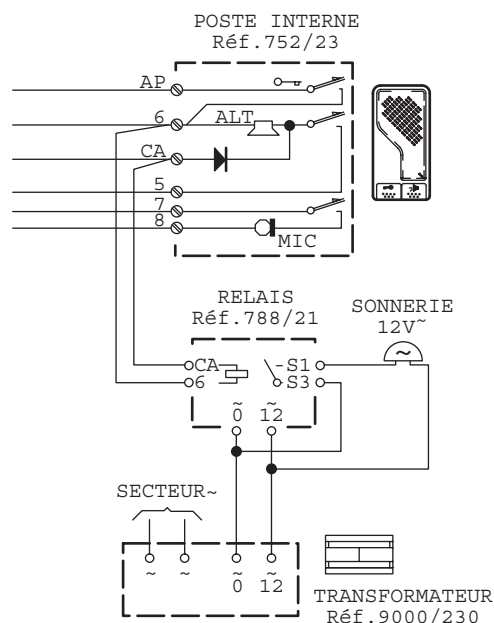 POSTE INTERNE
Réf.752/23
AP
6 ALT
CA
5
7
8 MIC
RELAIS
Réf.788/21
SONNERIE
12V~
CA S1
6 S3
~ ~
0 12
SECTEUR~
~ ~ ~ ~
0 12
TRANSFORMATEUR
Réf.9000/230